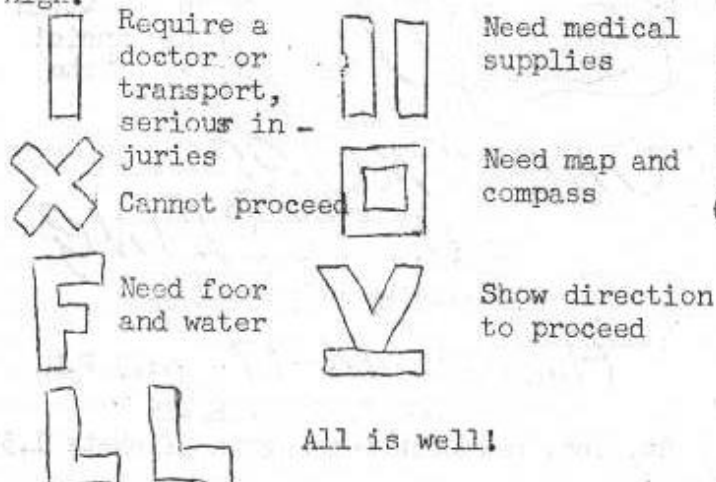 Require a
doctor or
transport,
serious in -
juries
Need medical
supplies
Cannot proceed
Need map and
compass
F
Need foor
and water
V
Show direction
to proceed
LL
All is well!